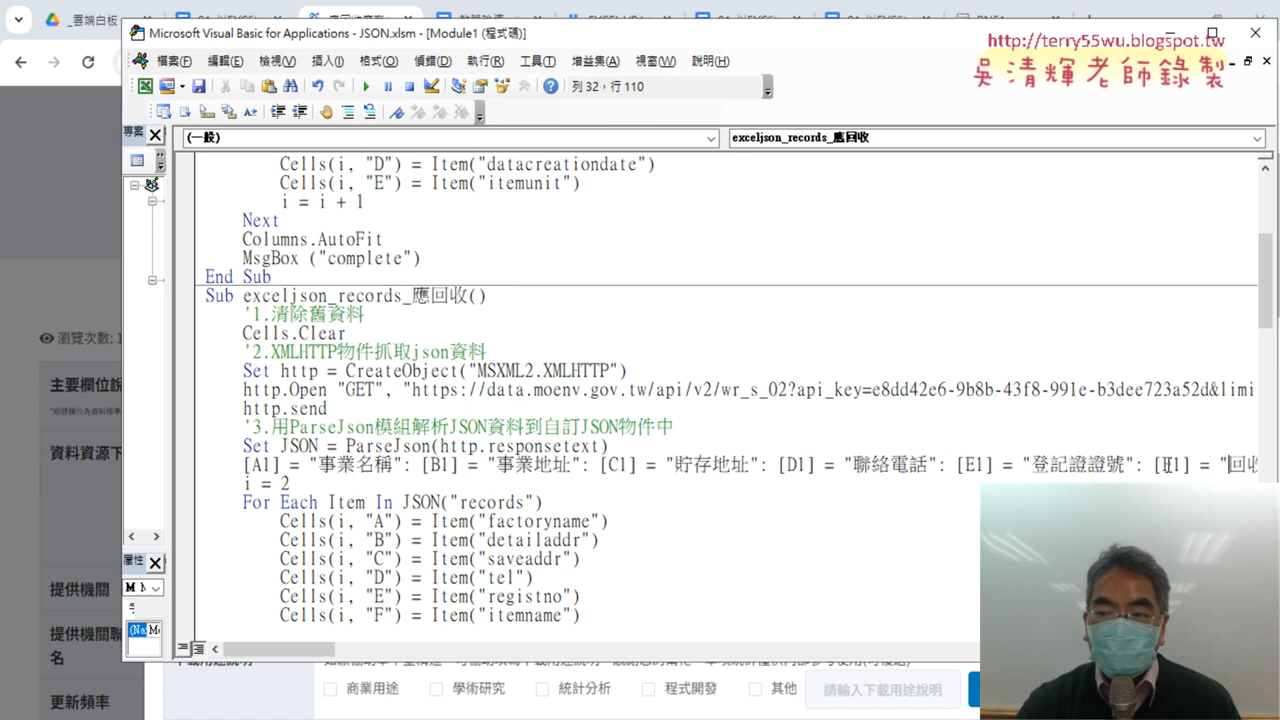 Microsoft Visual Basic for Applications - JSON.xlsm - [Module1 (程式碼)]
http://terry55wu.blogspot.tw
吳清輝老師錄製
檔案(F) 編輯(E) 檢視(V) 插入(I) 格式(O) 偵錯(D) 執行(R) 工具(T) 增益集(A) 視窗(W) 說明(H)
列 32，行 110
專案
(一般)
exceljson_records_應回收
Cells(i, "D") = Item("datacreationdate")
Cells(i, "E") = Item("itemunit")
i = i + 1
Next
Columns.AutoFit
MsgBox ("complete")
End Sub
Sub exceljson_records_應回收()
'1.清除舊資料
Cells.Clear
'2.XMLHTTP物件抓取json資料
Set http = CreateObject("MSXML2.XMLHTTP")
http.Open "GET", "https://data.moenv.gov.tw/api/v2/wr_s_02?api_key=e8dd42e6-9b8b-43f8-991e-b3dee723a52d&limi
http.send
'3.用ParseJson模組解析JSON資料到自訂JSON物件中
Set JSON = ParseJson(http.responsetext)
[A1] = "事業名稱": [B1] = "事業地址": [C1] = "貯存地址": [D1] = "聯絡電話": [E1] = "登記證證號": [F1] = "回收
i = 2
For Each Item In JSON("records")
Cells(i, "A") = Item("factoryname")
Cells(i, "B") = Item("detailaddr")
Cells(i, "C") = Item("saveaddr")
Cells(i, "D") = Item("tel")
Cells(i, "E") = Item("registno")
Cells(i, "F") = Item("itemname")
屬性
瀏覽次數: 1
主要欄位說
資料資源下
提供機關
提供機關聯
名
更新頻率
商業用途 學術研究 統計分析 程式開發 其他 請輸入下載用途說明